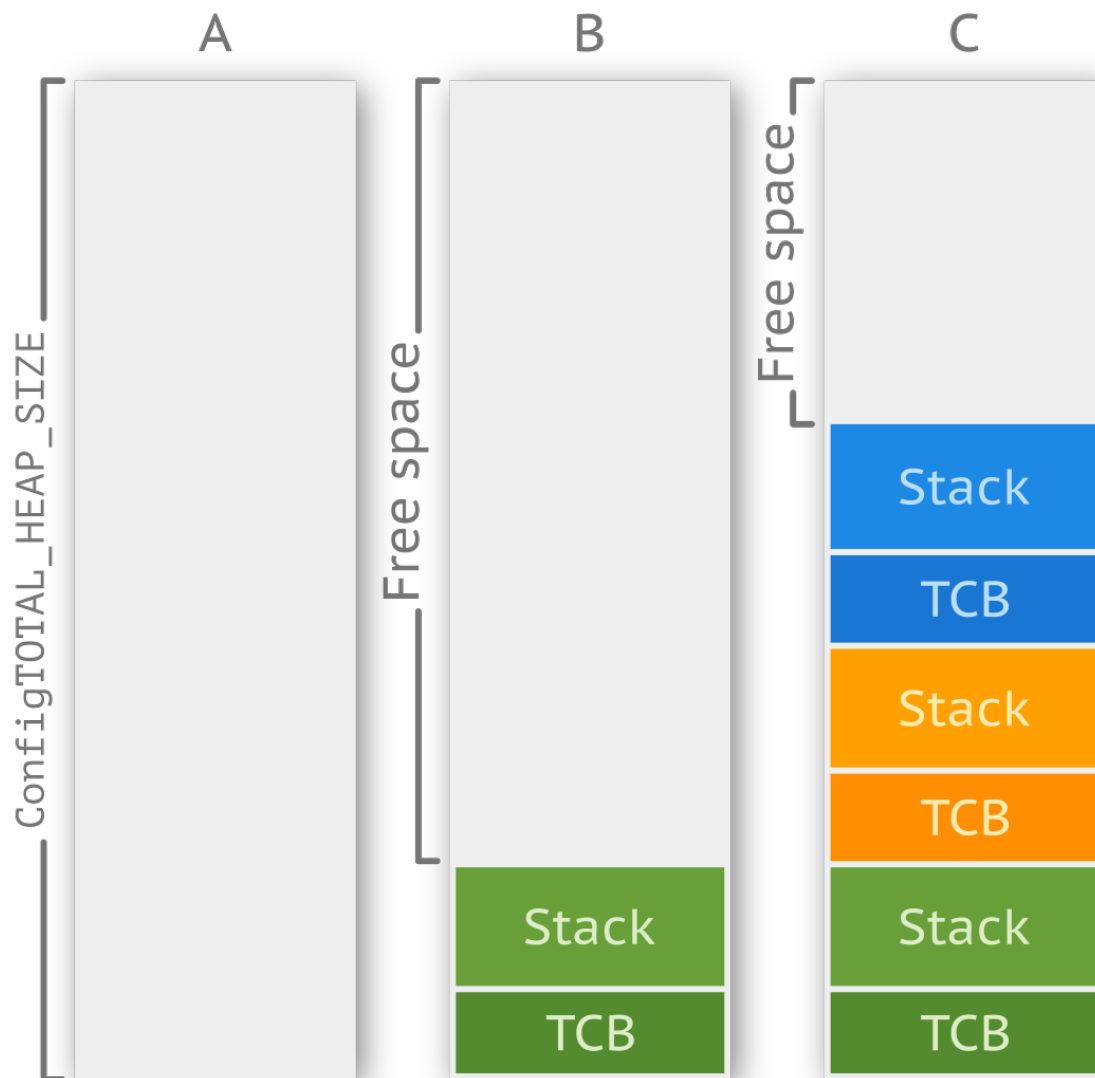 A
B
C
ConfigTOTAL_HEAP_SIZE
Free space
Free space
Stack
TCB
Stack
TCB
Stack
Stack
TCB
TCB